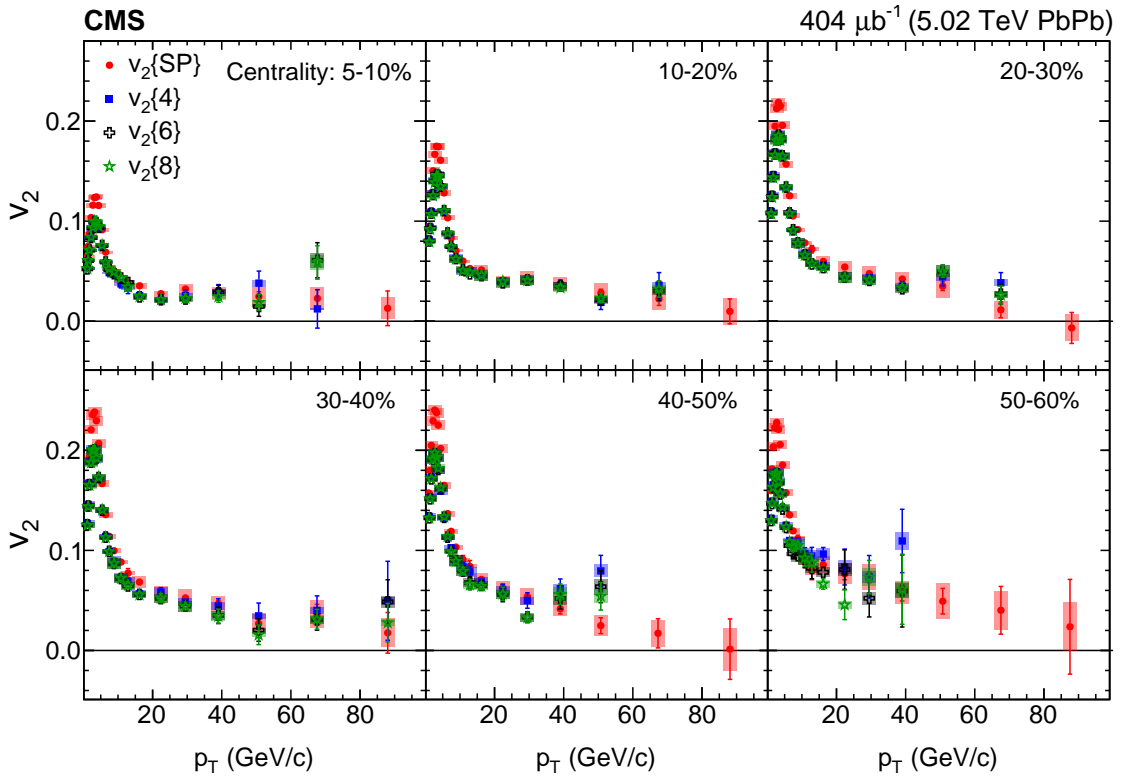 CMS 404 μb⁻¹ (5.02 TeV PbPb)
v₂{SP} Centrality: 5-10% 10-20% 20-30%
v₂{4}
v₂{6}
v₂{8}
0.2
0.1
0.0
v₂
30-40% 40-50% 50-60%
0.2
0.1
0.0
v₂
20 40 60 80 20 40 60 80 20 40 60 80
p_T (GeV/c) p_T (GeV/c) p_T (GeV/c)